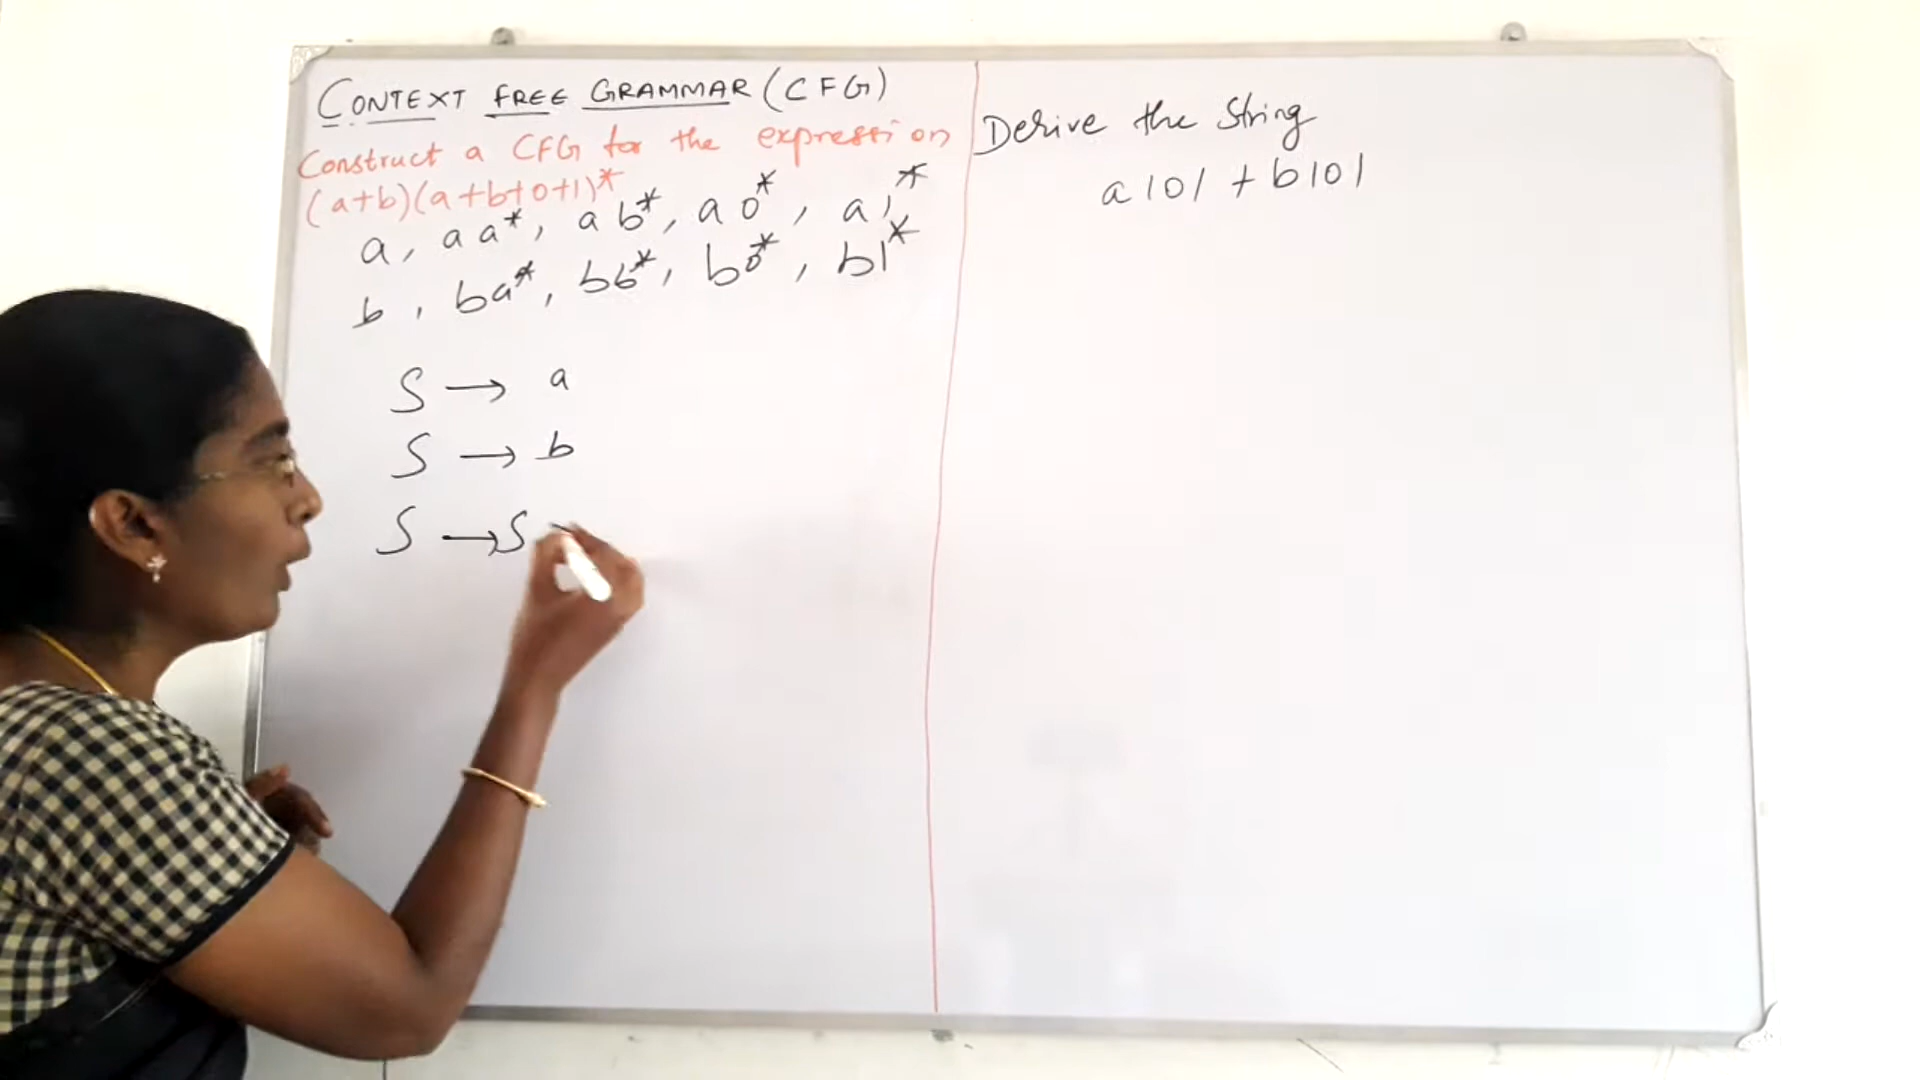 CONTEXT FREE GRAMMAR (CFG)
Construct a CFG for the expression
(a+b)(a+b+0+1)*
a, aa*, ab*, a0*, a1*
b, ba*, bb*, b0*, b1*
S → a
S → b
S → S
Derive the String
a101 + b101